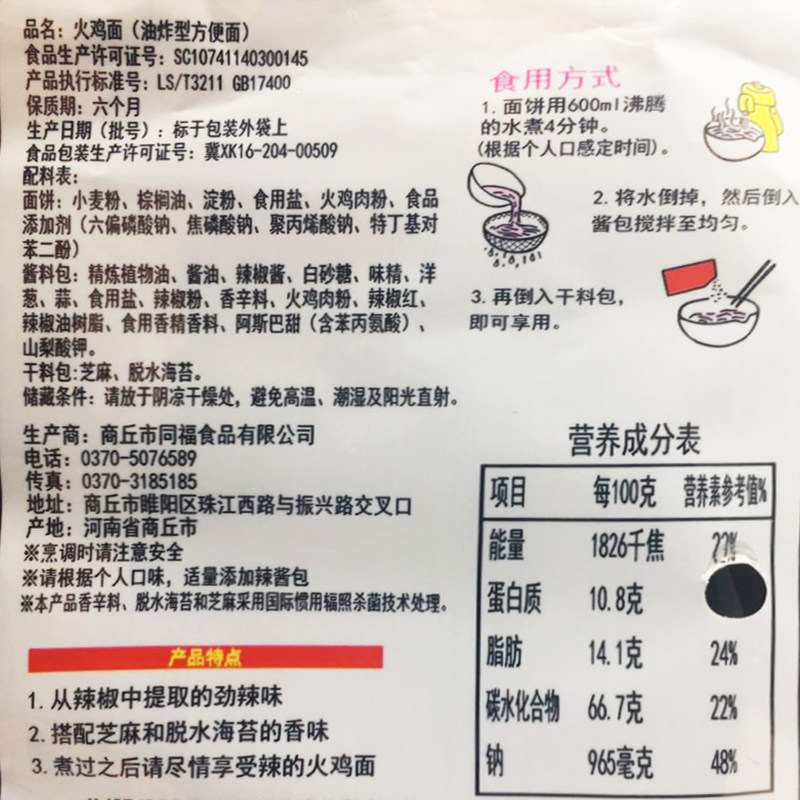 品名：火鸡面（油炸型方便面）
食品生产许可证号：SC10741140300145
产品执行标准号：LS/T3211 GB17400
保质期：六个月
生产日期（批号）：标于包装外袋上
食品包装生产许可证号：冀XK16-204-00509
配料表：
面饼：小麦粉、棕榈油、淀粉、食用盐、火鸡肉粉、食品
添加剂（六偏磷酸钠、焦磷酸钠、聚丙烯酸钠、特丁基对
苯二酚）
酱料包：精炼植物油、酱油、辣椒酱、白砂糖、味精、洋
葱、蒜、食用盐、辣椒粉、香辛料、火鸡肉粉、辣椒红、
辣椒油树脂、食用香精香料、阿斯巴甜（含苯丙氨酸）、
山梨酸钾。
干料包:芝麻、脱水海苔。
储藏条件：请放于阴凉干燥处，避免高温、潮湿及阳光直射。
生产商：商丘市同福食品有限公司
电话：0370-5076589
传真：0370-3185185
地址：商丘市睢阳区珠江西路与振兴路交叉口
产地：河南省商丘市
※烹调时请注意安全
※请根据个人口味，适量添加辣酱包
※本产品香辛料、脱水海苔和芝麻采用国际惯用辐照杀菌技术处理。
产品特点
1.从辣椒中提取的劲辣味
2.搭配芝麻和脱水海苔的香味
3.煮过之后请尽情享受辣的火鸡面
食用方式
1.面饼用600ml沸腾
的水煮4分钟。
(根据个人口感定时间)。
2.将水倒掉，然后倒入
酱包搅拌至均匀。
3.再倒入干料包，
即可享用。
营养成分表
项目 每100克 营养素参考值%
能量 1826千焦
蛋白质 10.8克
脂肪 14.1克 24%
碳水化合物 66.7克 22%
钠 965毫克 48%